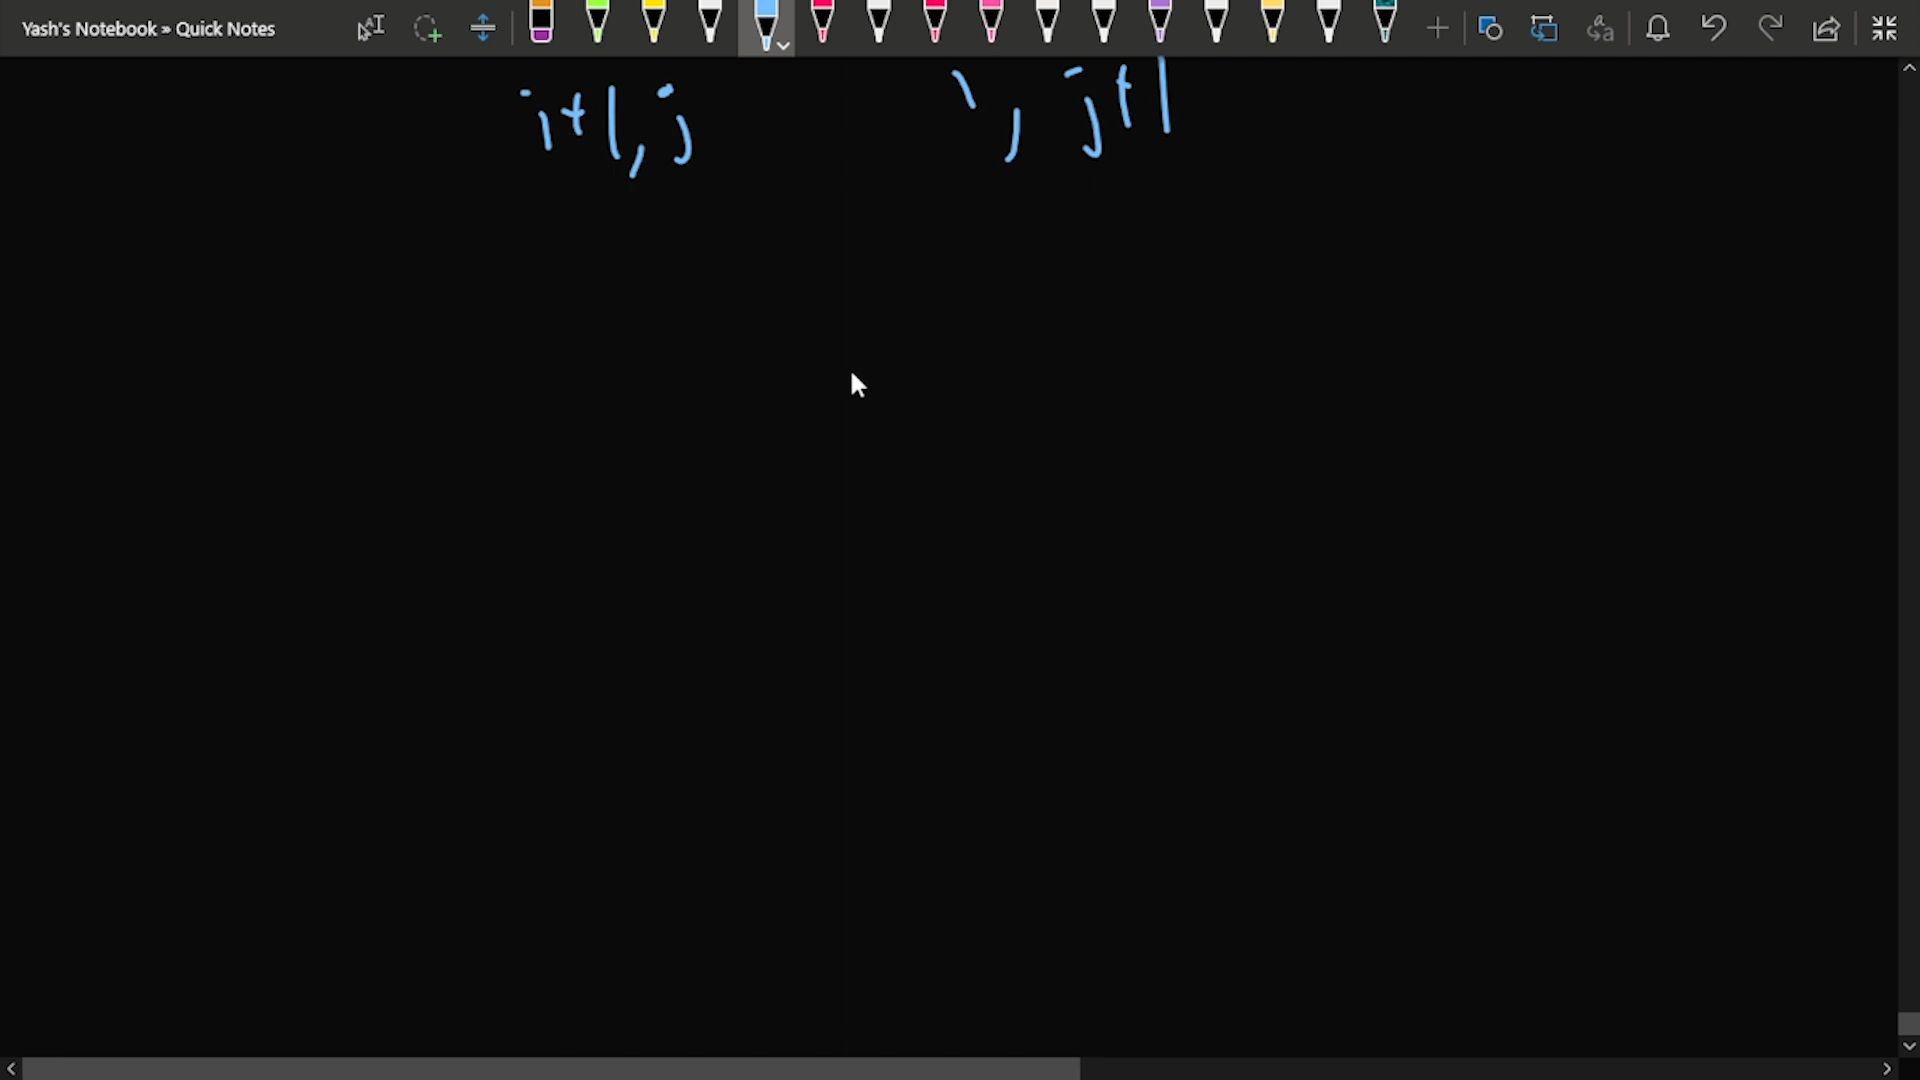 Yash's Notebook » Quick Notes
i+1, j
i, j+1